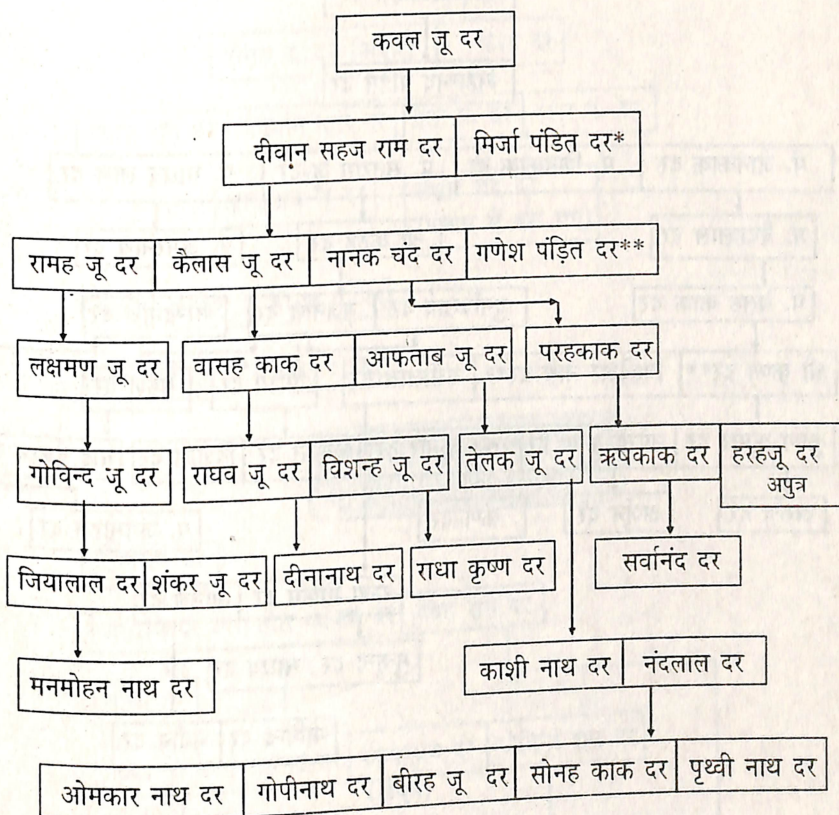 कवल जू दर
दीवान सहज राम दर मिर्जा पंडित दर*
रामह जू दर कैलास जू दर नानक चंद दर गणेश पंड़ित दर**
लक्षमण जू दर वासह काक दर आफताब जू दर परहकाक दर
गोविन्द जू दर राघव जू दर विशन्ह जू दर तेलक जू दर ऋषकाक दर हरहजू दर
अपुत्र
जियालाल दर शंकर जू दर दीनानाथ दर राधा कृष्ण दर सर्वानंद दर
मनमोहन नाथ दर काशी नाथ दर नंदलाल दर
ओमकार नाथ दर गोपीनाथ दर बीरह जू दर सोनह काक दर पृथ्वी नाथ दर